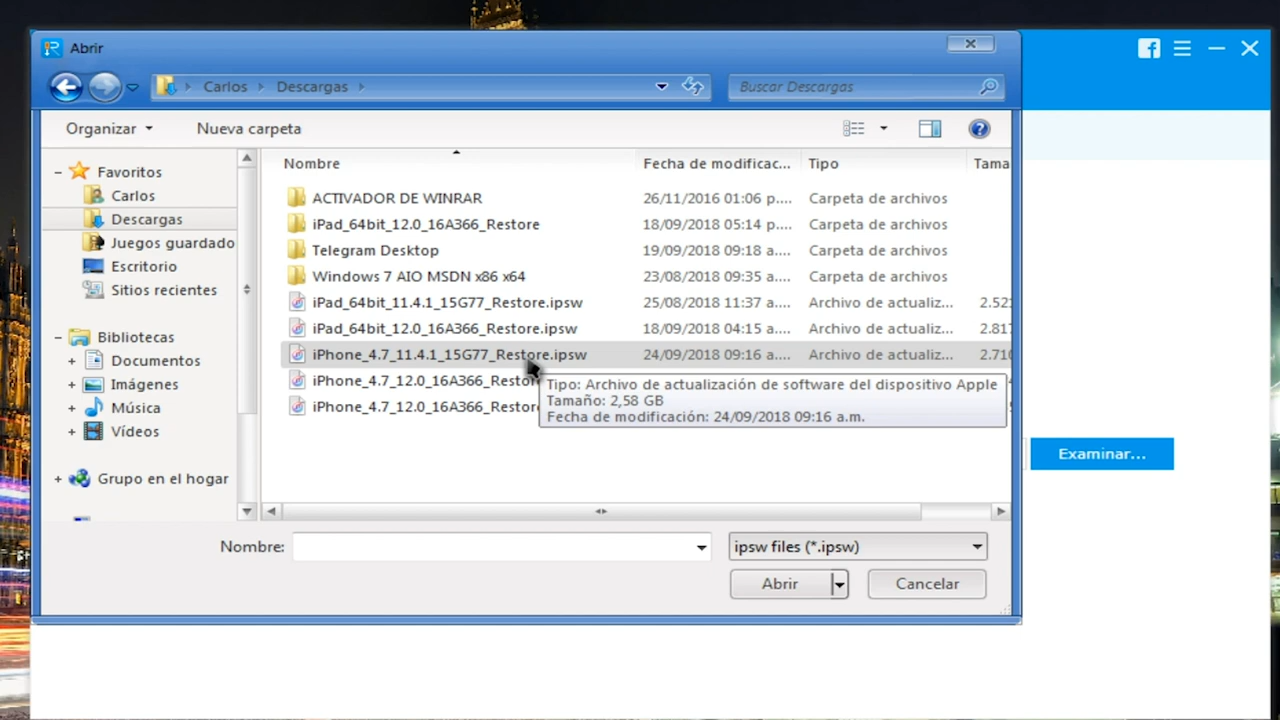 Abrir
Carlos
Descargas
Buscar Descargas
Organizar
Nueva carpeta
Favoritos
Carlos
Descargas
Juegos guardado
Escritorio
Sitios recientes
Bibliotecas
Documentos
Imágenes
Música
Vídeos
Grupo en el hogar
Nombre Fecha de modificac... Tipo Tama
ACTIVADOR DE WINRAR 26/11/2016 01:06 p.... Carpeta de archivos
iPad_64bit_12.0_16A366_Restore 18/09/2018 05:14 p.... Carpeta de archivos
Telegram Desktop 19/09/2018 09:18 a.... Carpeta de archivos
Windows 7 AIO MSDN x86 x64 23/08/2018 09:35 a.... Carpeta de archivos
iPad_64bit_11.4.1_15G77_Restore.ipsw 25/08/2018 11:37 a.... Archivo de actualiz... 2.521
iPad_64bit_12.0_16A366_Restore.ipsw 18/09/2018 04:15 a.... Archivo de actualiz... 2.817
iPhone_4.7_11.4.1_15G77_Restore.ipsw 24/09/2018 09:16 a.... Archivo de actualiz... 2.710
iPhone_4.7_12.0_16A366_Restor
iPhone_4.7_12.0_16A366_Restor
Tipo: Archivo de actualización de software del dispositivo Apple
Tamaño: 2,58 GB
Fecha de modificación: 24/09/2018 09:16 a.m.
Examinar...
Nombre:
ipsw files (*.ipsw)
Abrir
Cancelar